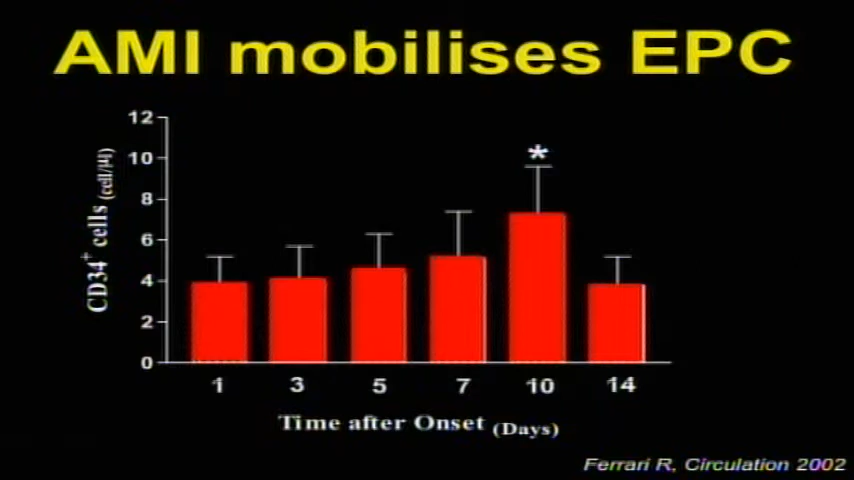 AMI mobilises EPC
12
10
8
6
4
2
0
CD34+ cells (cell/µl)
*
1 3 5 7 10 14
Time after Onset (Days)
Ferrari R, Circulation 2002